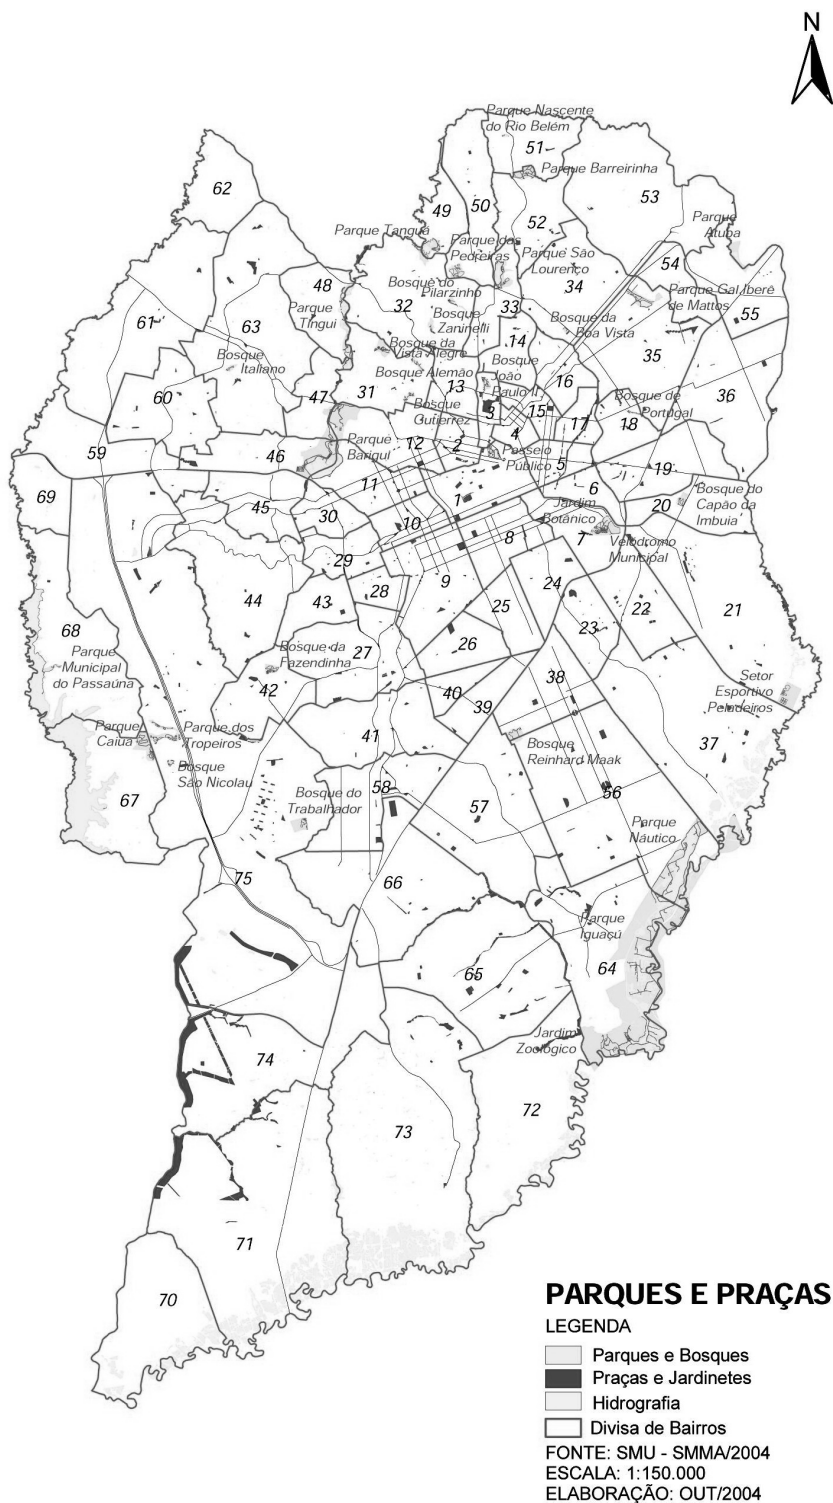 N
Parque Nascente
do Rio Belém
51
Parque Barreirinha
62
53
49
50
52
Parque
Atuba
Parque Tanguá
Parque das
Pedreiras
Parque São
Lourenço
54
48
Bosque do
Pilarzinho
34
Parque Gal.Iberê
de Mattos
Parque
Tingui
32
33
55
61
63
Bosque
Zaninelli
Bosque da
Boa Vista
14
Bosque da
Vista Alegre
35
Bosque
Italiano
Bosque Alemão
Bosque
João
Paulo II
16
60
47
31
13
36
Bosque de
Portugal
Bosque
Gutierrez
3
15
17
18
4
59
46
Parque
Barigui
12
2
Passeio
Público
5
19
69
11
6
Bosque do
Capão da
Imbuia
45
30
1
Jardim
Botânico
20
10
8
7
Velódromo
Municipal
29
9
24
44
43
28
25
22
21
68
23
26
Parque
Municipal
do Passaúna
Bosque da
Fazendinha
27
38
Setor
Esportivo
Peladeiros
42
40
39
Parque
Caiua
Parque dos
Tropeiros
41
Bosque
Reinhard Maak
37
Bosque
São Nicolau
58
Bosque do
Trabalhador
56
67
57
Parque
Náutico
75
66
Parque
Iguaçú
65
64
Jardim
Zoológico
74
72
73
71
70
PARQUES E PRAÇAS
LEGENDA
Parques e Bosques
Praças e Jardinetes
Hidrografia
Divisa de Bairros
FONTE: SMU - SMMA/2004
ESCALA: 1:150.000
ELABORAÇÃO: OUT/2004